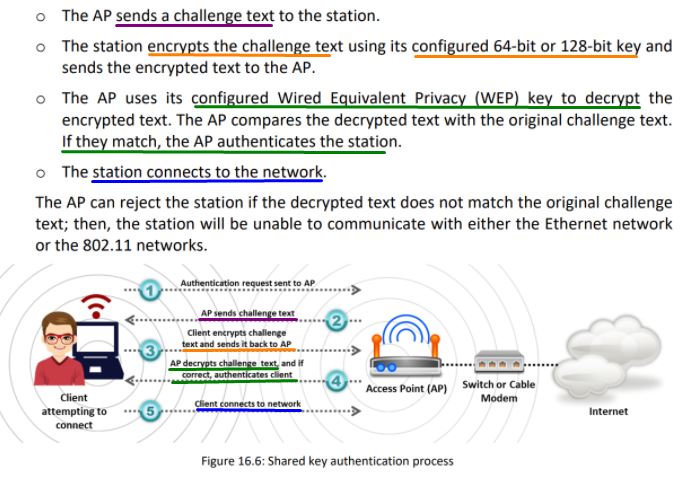 o The AP sends a challenge text to the station.
o The station encrypts the challenge text using its configured 64-bit or 128-bit key and
sends the encrypted text to the AP.
o The AP uses its configured Wired Equivalent Privacy (WEP) key to decrypt the
encrypted text. The AP compares the decrypted text with the original challenge text.
If they match, the AP authenticates the station.
o The station connects to the network.
The AP can reject the station if the decrypted text does not match the original challenge
text; then, the station will be unable to communicate with either the Ethernet network
or the 802.11 networks.
1
Authentication request sent to AP
AP sends challenge text
2
3
Client encrypts challenge
text and sends it back to AP
AP decrypts challenge text, and if
correct, authenticates client
4
5
Client connects to network
Client
attempting to
connect
Access Point (AP)
Switch or Cable
Modem
Internet
Figure 16.6: Shared key authentication process